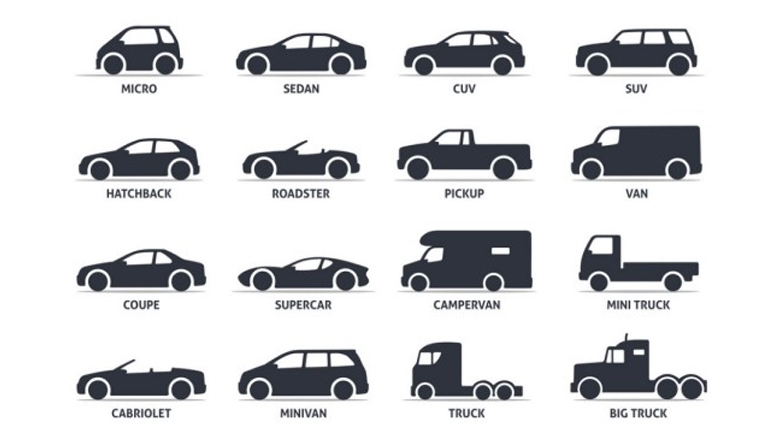 MICRO
SEDAN
CUV
SUV
HATCHBACK
ROADSTER
PICKUP
VAN
COUPE
SUPERCAR
CAMPERVAN
MINI TRUCK
CABRIOLET
MINIVAN
TRUCK
BIG TRUCK